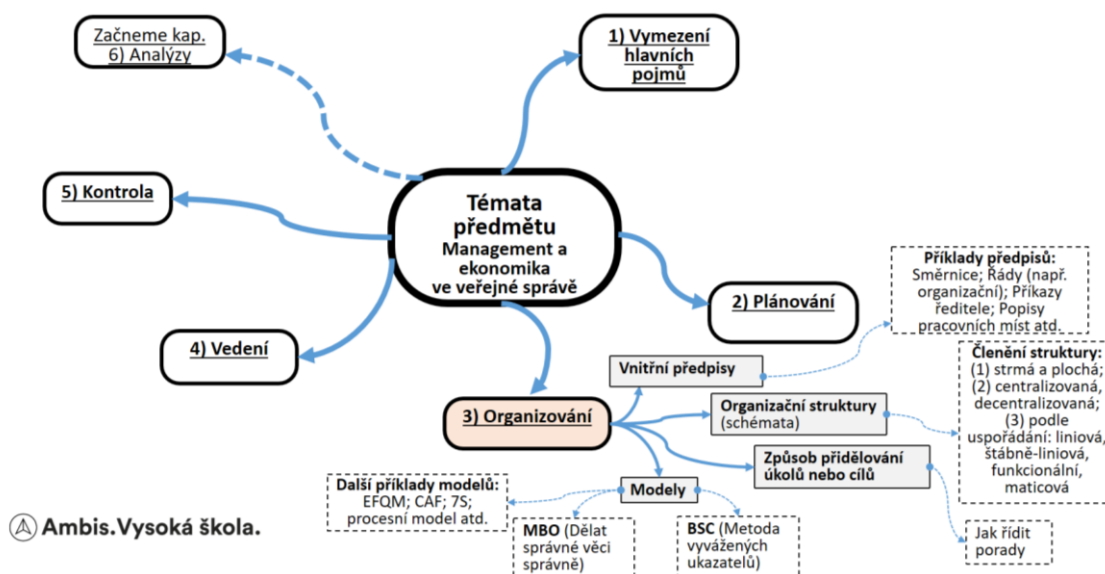 Začneme kap.
6) Analýzy
1) Vymezení
hlavních
pojmů
5) Kontrola
Témata
předmětu
Management a
ekonomika
ve veřejné správě
Příklady předpisů:
Směrnice; Řády (např.
organizační); Příkazy
ředitele; Popisy
pracovních míst atd.
2) Plánování
4) Vedení
Vnitřní předpisy
Členění struktury:
(1) strmá a plochá;
(2) centralizovaná,
decentralizovaná;
(3) podle
uspořádání: liniová,
štábně-liniová,
funkcionální,
maticová
3) Organizování
Organizační struktury
(schémata)
Způsob přidělování
úkolů nebo cílů
Další příklady modelů:
EFQM; CAF; 7S;
procesní model atd.
Modely
MBO (Dělat
správné věci
správně)
BSC (Metoda
vyvážených
ukazatelů)
Jak řídit
porady
Ambis.Vysoká škola.